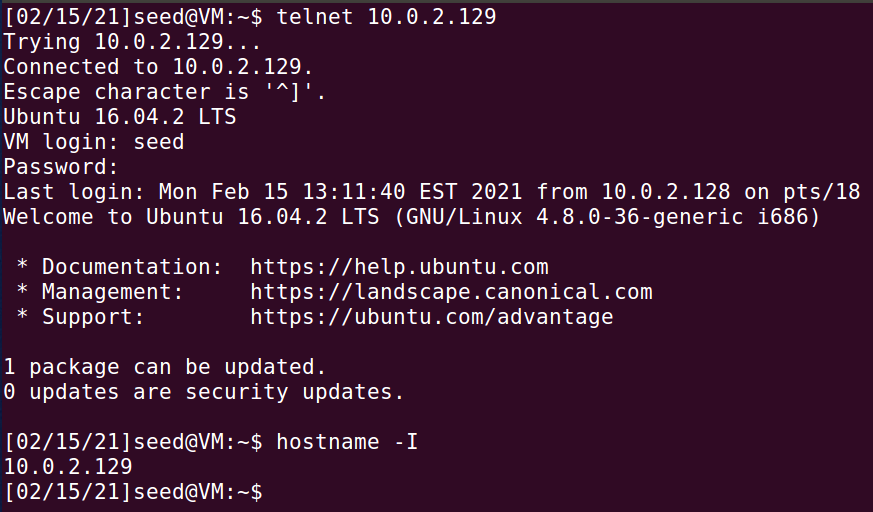 [02/15/21]seed@VM:~$ telnet 10.0.2.129
Trying 10.0.2.129...
Connected to 10.0.2.129.
Escape character is '^]'.
Ubuntu 16.04.2 LTS
VM login: seed
Password:
Last login: Mon Feb 15 13:11:40 EST 2021 from 10.0.2.128 on pts/18
Welcome to Ubuntu 16.04.2 LTS (GNU/Linux 4.8.0-36-generic i686)

 * Documentation:  https://help.ubuntu.com
 * Management:     https://landscape.canonical.com
 * Support:        https://ubuntu.com/advantage

1 package can be updated.
0 updates are security updates.

[02/15/21]seed@VM:~$ hostname -I
10.0.2.129
[02/15/21]seed@VM:~$